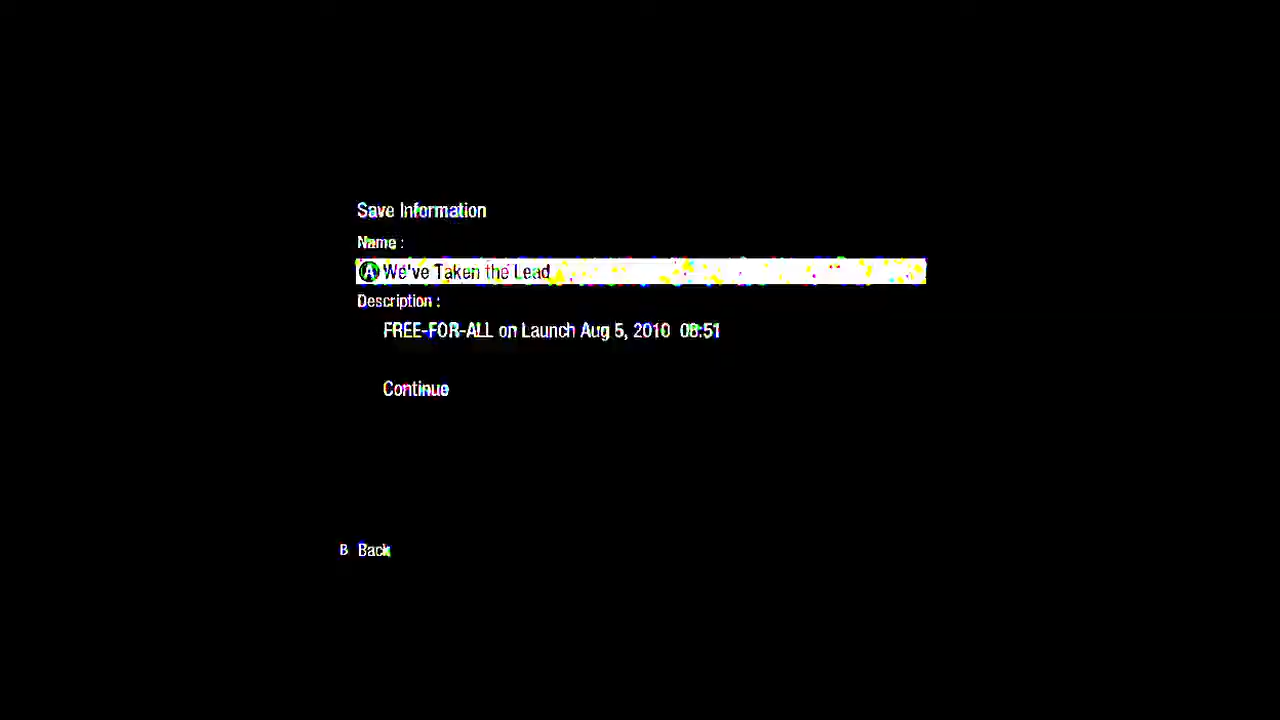 Save Information
Name :
A We've Taken the Lead
Description :
FREE-FOR-ALL on Launch Aug 5, 2010 08:51
Continue
B Back